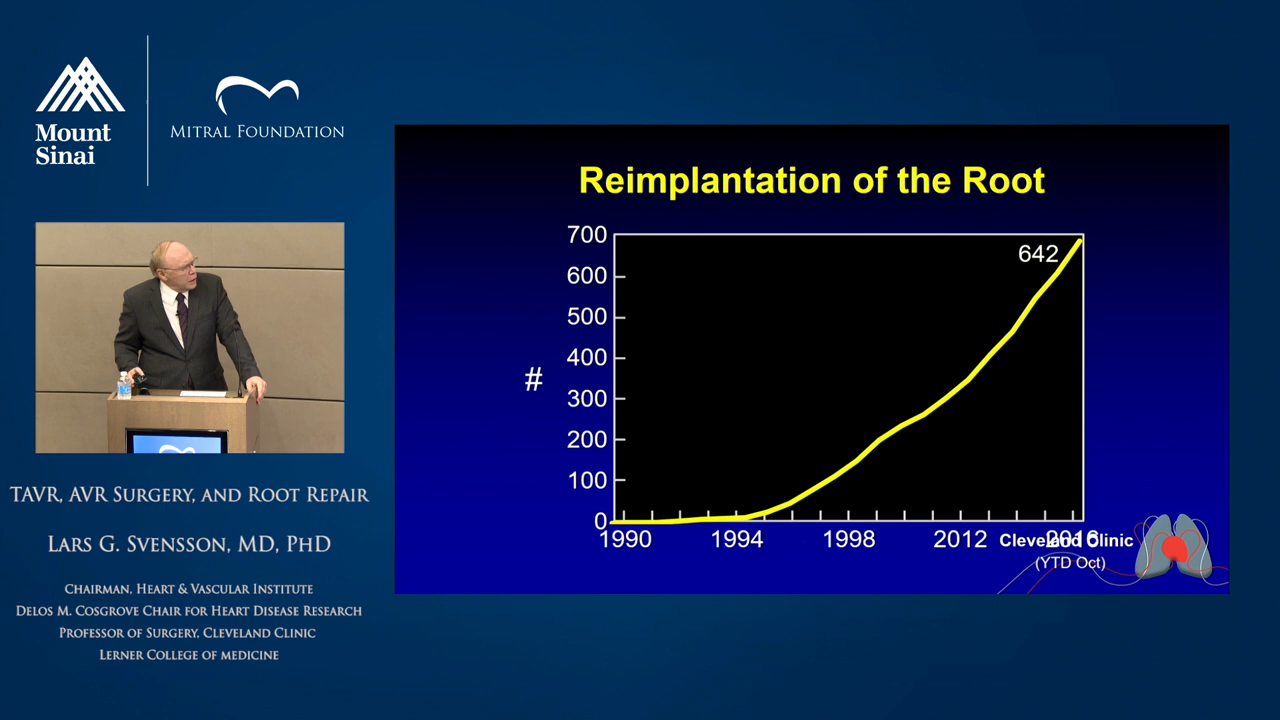 Mount
Sinai
Mitral Foundation
TAVR, AVR Surgery, and Root Repair
Lars G. Svensson, MD, PhD
Chairman, Heart & Vascular Institute
Delos M. Cosgrove Chair for Heart Disease Research
Professor of Surgery, Cleveland Clinic
Lerner College of medicine
Reimplantation of the Root
700
642
600
500
400
#
300
200
100
0
1990 1994 1998 2012 2016
Cleveland Clinic
(YTD Oct)